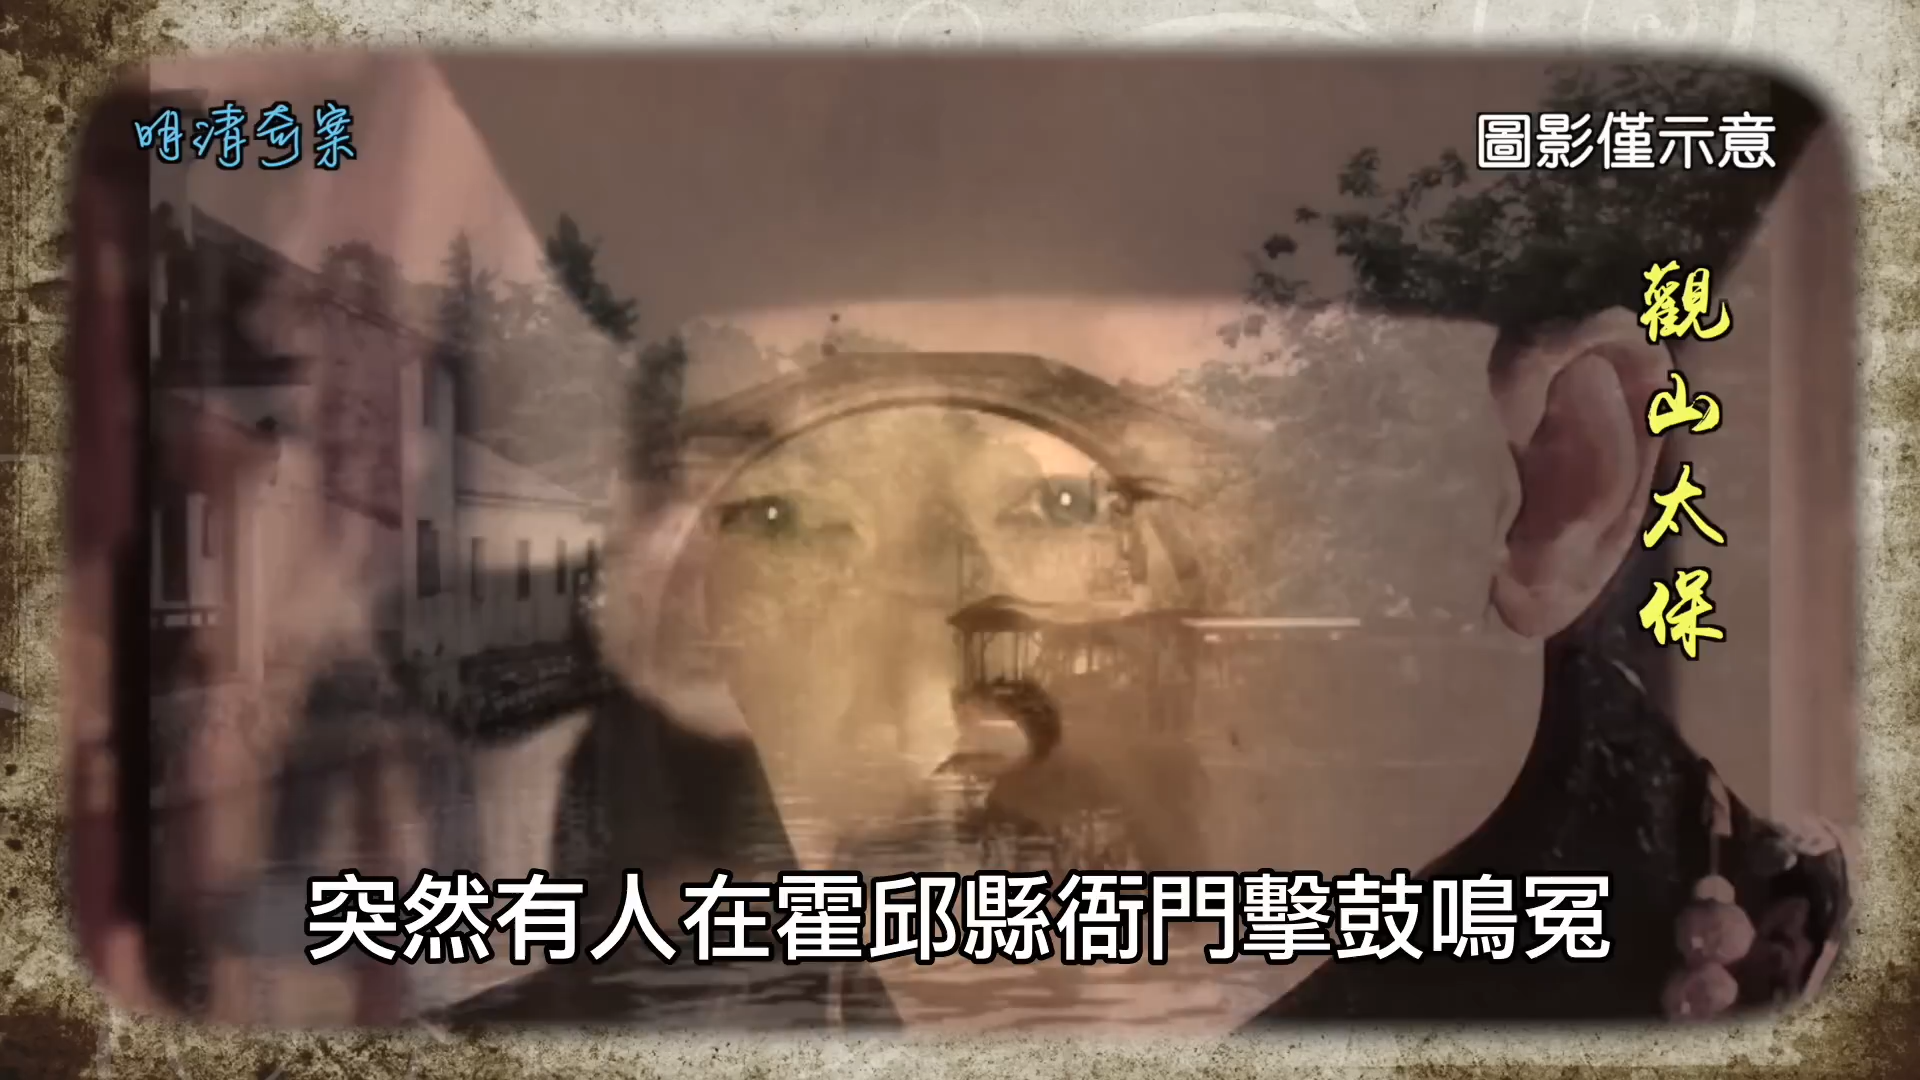 明清奇案
圖影僅示意
觀山太保
突然有人在霍邱縣衙門擊鼓鳴冤